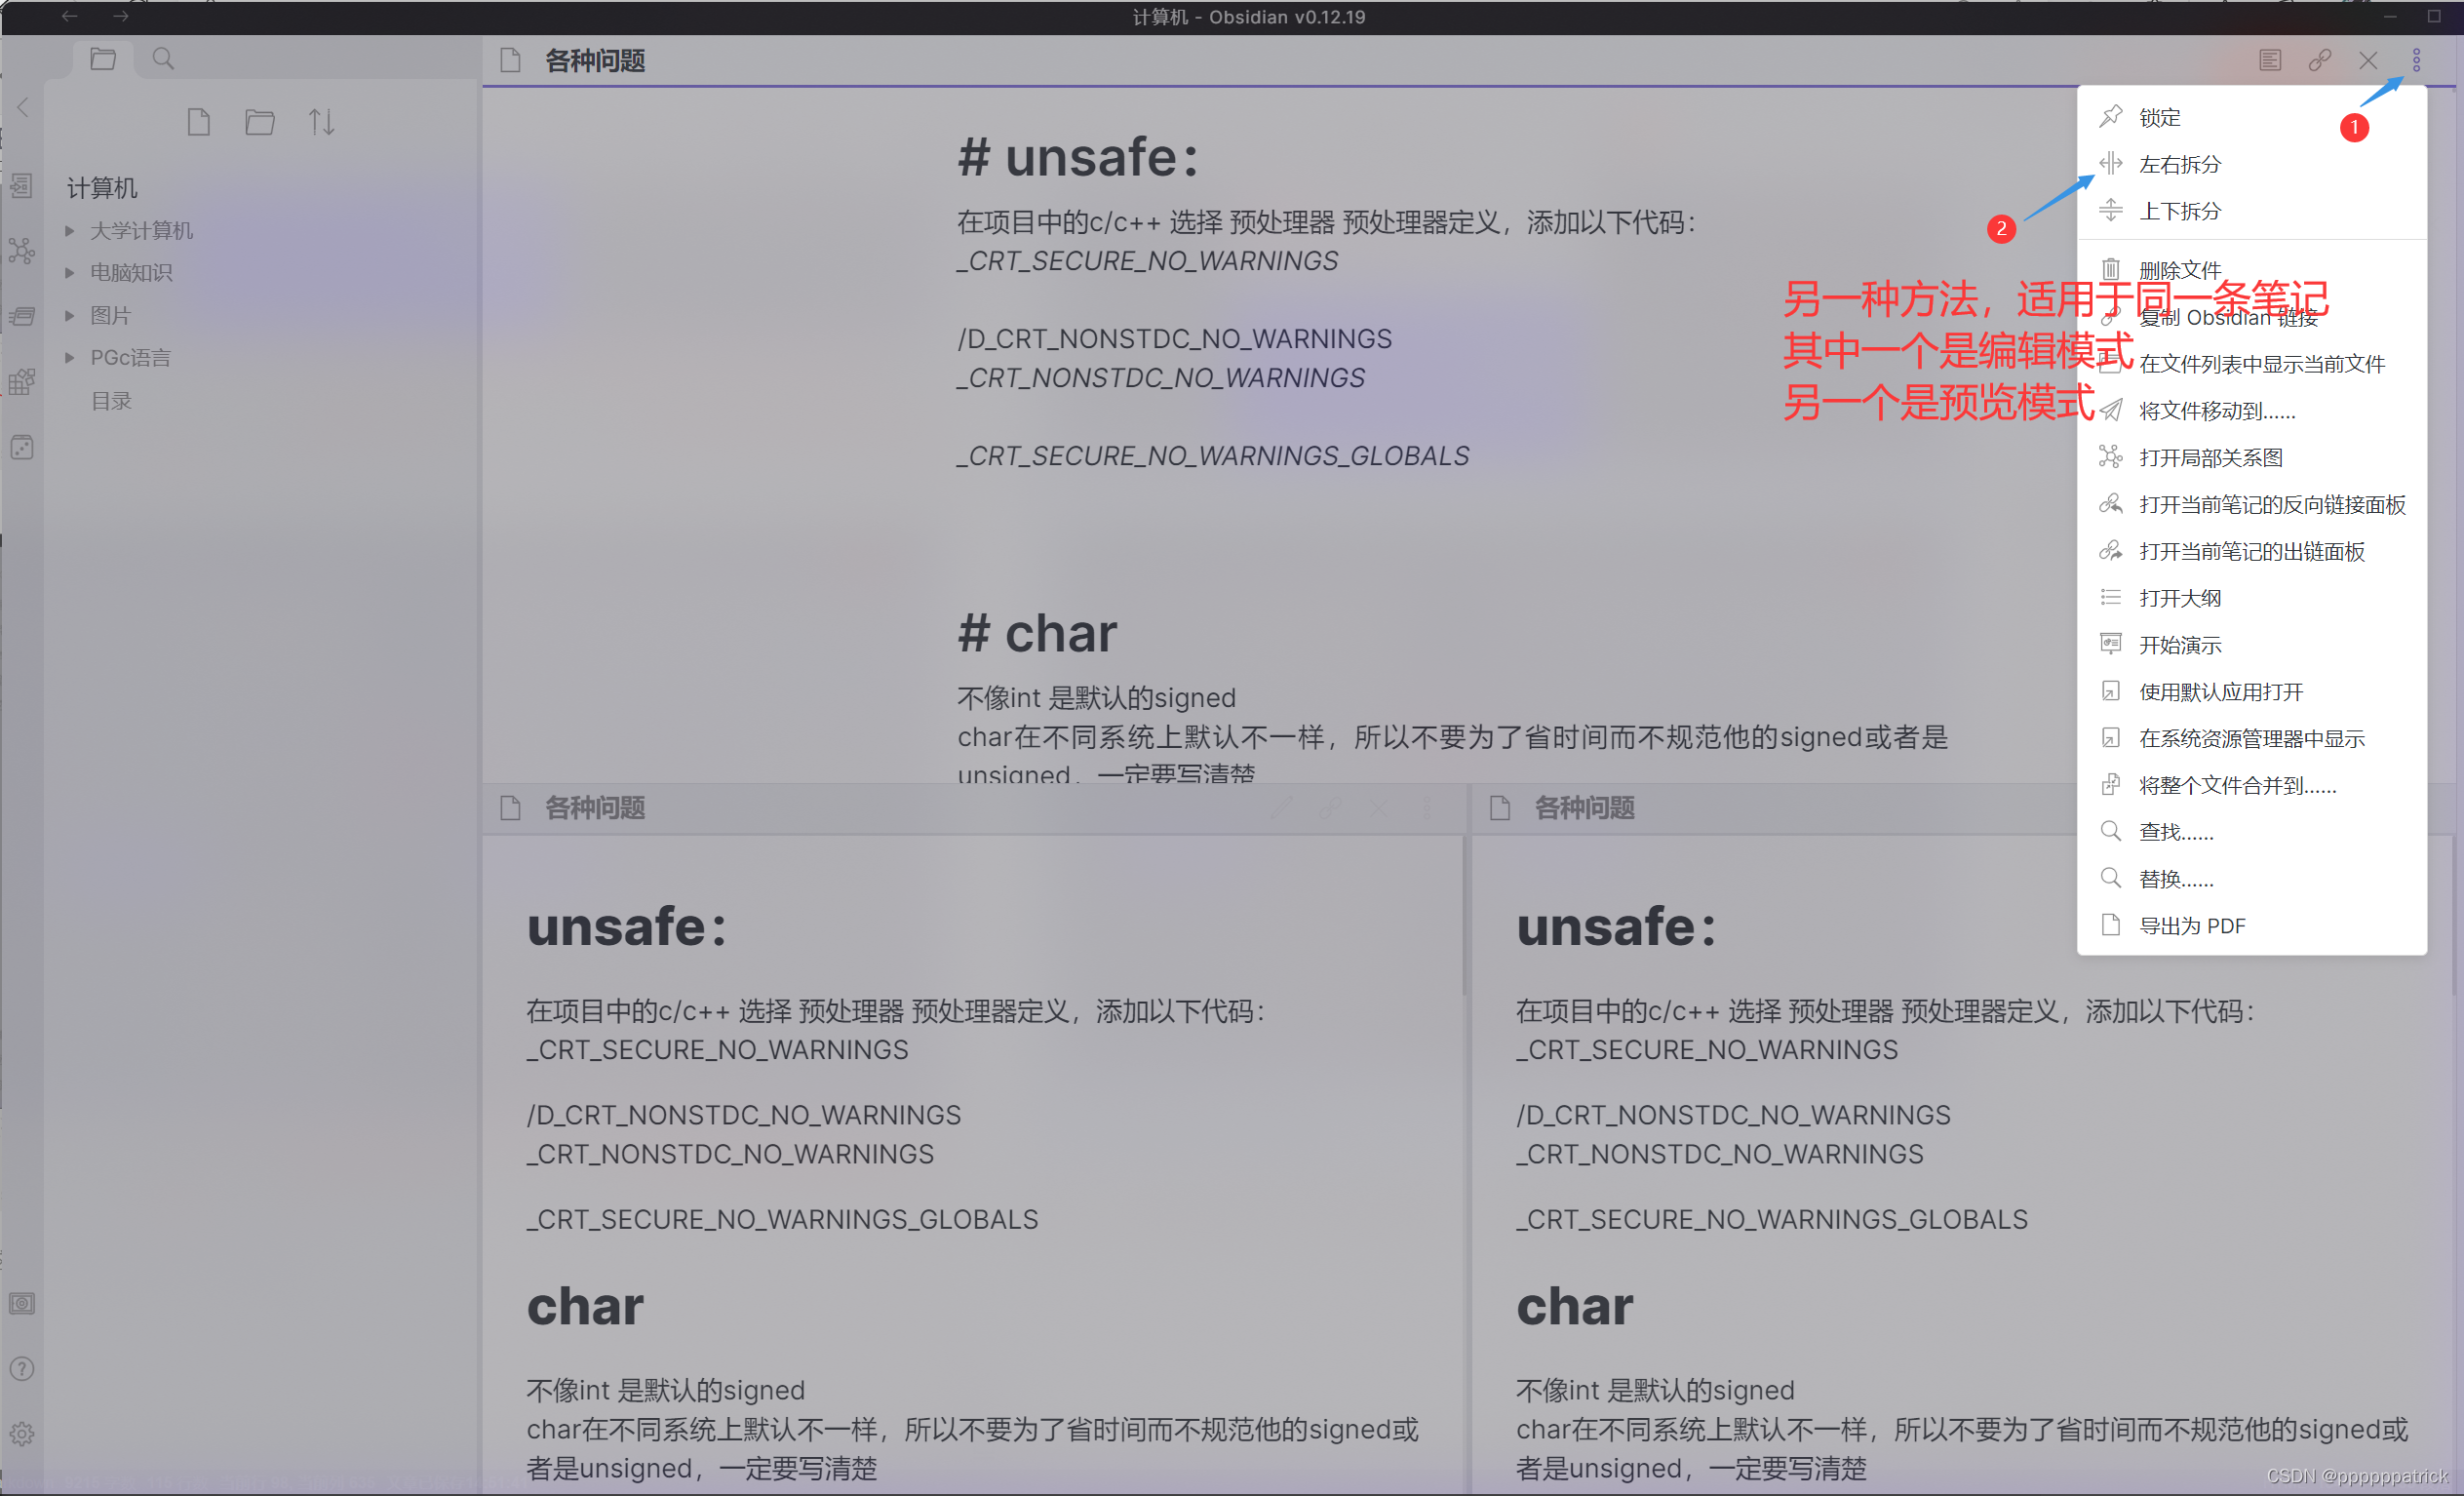 计算机 - Obsidian v0.12.19
各种问题
计算机
大学计算机
电脑知识
图片
PGc语言
目录
# unsafe：
在项目中的c/c++ 选择 预处理器 预处理器定义，添加以下代码：
_CRT_SECURE_NO_WARNINGS
/D_CRT_NONSTDC_NO_WARNINGS
_CRT_NONSTDC_NO_WARNINGS
_CRT_SECURE_NO_WARNINGS_GLOBALS
# char
不像int 是默认的signed
char在不同系统上默认不一样，所以不要为了省时间而不规范他的signed或者是
unsigned，一定要写清楚
1
2
另一种方法，适用于同一条笔记
其中一个是编辑模式
另一个是预览模式
锁定
左右拆分
上下拆分
删除文件
复制 Obsidian 链接
在文件列表中显示当前文件
将文件移动到......
打开局部关系图
打开当前笔记的反向链接面板
打开当前笔记的出链面板
打开大纲
开始演示
使用默认应用打开
在系统资源管理器中显示
将整个文件合并到......
查找......
替换......
导出为 PDF
各种问题
unsafe：
在项目中的c/c++ 选择 预处理器 预处理器定义，添加以下代码：
_CRT_SECURE_NO_WARNINGS
/D_CRT_NONSTDC_NO_WARNINGS
_CRT_NONSTDC_NO_WARNINGS
_CRT_SECURE_NO_WARNINGS_GLOBALS
char
不像int 是默认的signed
char在不同系统上默认不一样，所以不要为了省时间而不规范他的signed或
者是unsigned，一定要写清楚
各种问题
unsafe：
在项目中的c/c++ 选择 预处理器 预处理器定义，添加以下代码：
_CRT_SECURE_NO_WARNINGS
/D_CRT_NONSTDC_NO_WARNINGS
_CRT_NONSTDC_NO_WARNINGS
_CRT_SECURE_NO_WARNINGS_GLOBALS
char
不像int 是默认的signed
char在不同系统上默认不一样，所以不要为了省时间而不规范他的signed或
者是unsigned，一定要写清楚
CSDN @ppppppatrick